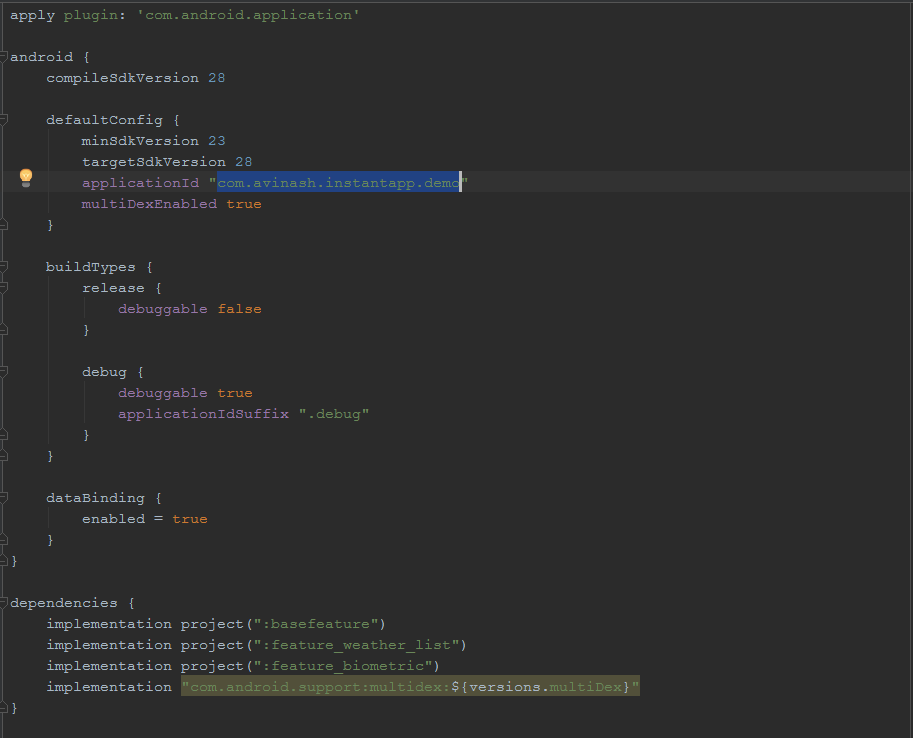 apply plugin: 'com.android.application'
android {
compileSdkVersion 28
defaultConfig {
minSdkVersion 23
targetSdkVersion 28
applicationId "com.avinash.instantapp.demo"
multiDexEnabled true
}
buildTypes {
release {
debuggable false
}
debug {
debuggable true
applicationIdSuffix ".debug"
}
}
dataBinding {
enabled = true
}
}
dependencies {
implementation project(":basefeature")
implementation project(":feature_weather_list")
implementation project(":feature_biometric")
implementation "com.android.support:multidex:${versions.multiDex}"
}